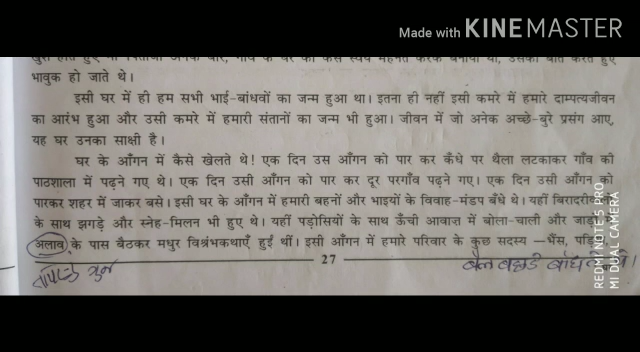 Made with KINEMASTER
भावुक हो जाते थे।
इसी घर में ही हम सभी भाई-बाँधवों का जन्म हुआ था। इतना ही नहीं इसी कमरे में हमारे दाम्पत्यजीवन
का आरंभ हुआ और उसी कमरे में हमारी संतानों का जन्म भी हुआ। जीवन में जो अनेक अच्छे-बुरे प्रसंग आए,
यह घर उनका साक्षी है।
घर के आँगन में कैसे खेलते थे! एक दिन उस आँगन को पार कर कँधे पर थैला लटकाकर गाँव की
पाठशाला में पढ़ने गए थे। एक दिन उसी आँगन को पार कर दूर परगाँव पढ़ने गए। एक दिन उसी आँगन को
पारकर शहर में जाकर बसे। इसी घर के आँगन में हमारी बहनों और भाइयों के विवाह-मंडप बँधे थे। यहीं
के साथ झगड़े और स्नेह-मिलन भी हुए थे। यहीं पड़ोसियों के साथ ऊँची आवाज़ में बोला-चाली और
अलाव के पास बैठकर मधुर विश्रंभकथाएँ हुई थीं। इसी आँगन में हमारे परिवार के कुछ सदस्य –भैंस,
27
REDMI NOTE 5 PRO
MI DUAL CAMERA